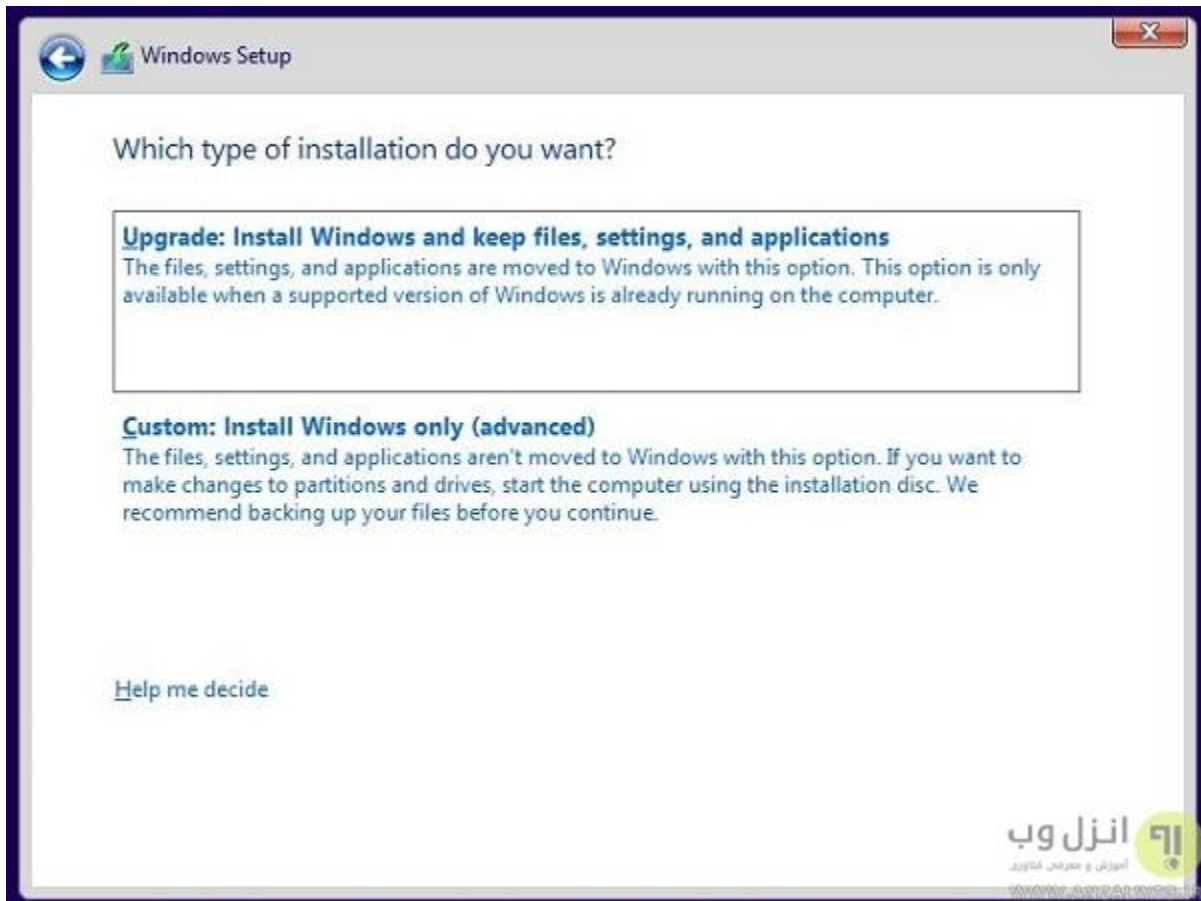 Windows Setup
Which type of installation do you want?
Upgrade: Install Windows and keep files, settings, and applications
The files, settings, and applications are moved to Windows with this option. This option is only
available when a supported version of Windows is already running on the computer.
Custom: Install Windows only (advanced)
The files, settings, and applications aren't moved to Windows with this option. If you want to
make changes to partitions and drives, start the computer using the installation disc. We
recommend backing up your files before you continue.
Help me decide
انزل وب
آموزش و معرفی فناوری